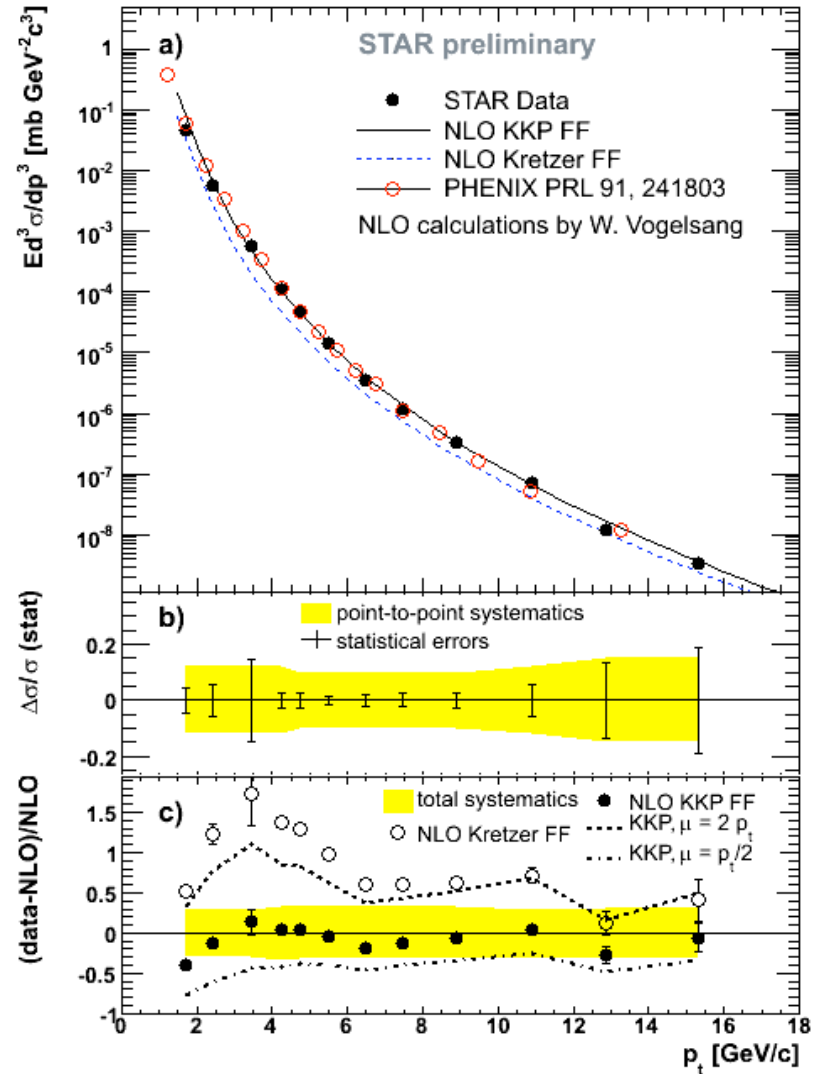 a)
STAR preliminary
STAR Data
NLO KKP FF
NLO Kretzer FF
PHENIX PRL 91, 241803
NLO calculations by W. Vogelsang
Ed³σ/dp³ [mb GeV⁻²c³]
1
10⁻¹
10⁻²
10⁻³
10⁻⁴
10⁻⁵
10⁻⁶
10⁻⁷
10⁻⁸
b)
point-to-point systematics
statistical errors
Δσ/σ (stat)
0.2
0
-0.2
c)
total systematics
NLO KKP FF
NLO Kretzer FF
KKP, μ = 2 pₜ
KKP, μ = pₜ/2
(data-NLO)/NLO
1.5
1
0.5
0
-0.5
-1
0 2 4 6 8 10 12 14 16 18
pₜ [GeV/c]